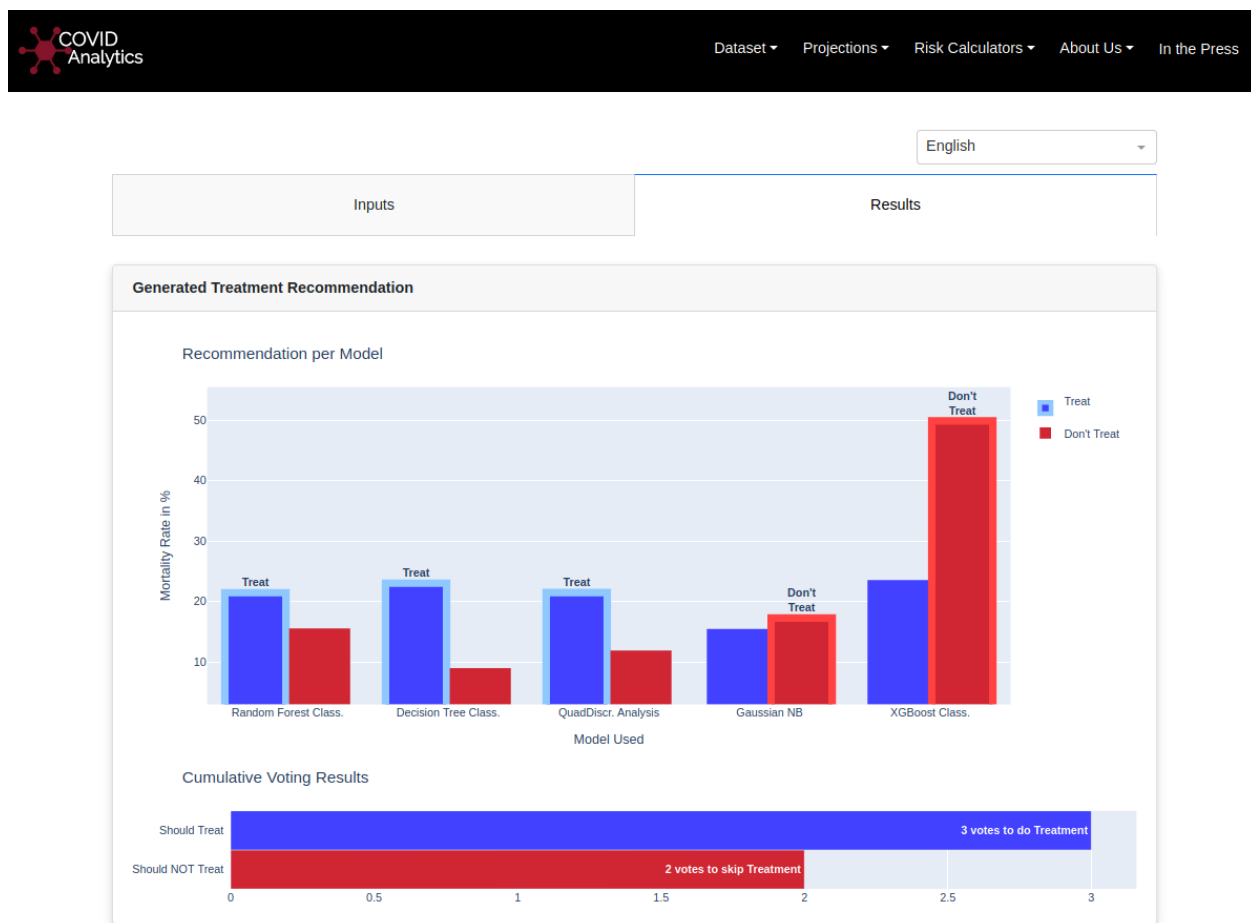 COVID
Analytics
Dataset
Projections
Risk Calculators
About Us
In the Press
English
Inputs
Results
Generated Treatment Recommendation
Recommendation per Model
Treat
Don't Treat
Mortality Rate in %
50
40
30
20
10
Treat
Treat
Treat
Don't
Treat
Don't
Treat
Random Forest Class.
Decision Tree Class.
QuadDiscr. Analysis
Gaussian NB
XGBoost Class.
Model Used
Cumulative Voting Results
Should Treat
3 votes to do Treatment
Should NOT Treat
2 votes to skip Treatment
0
0.5
1
1.5
2
2.5
3